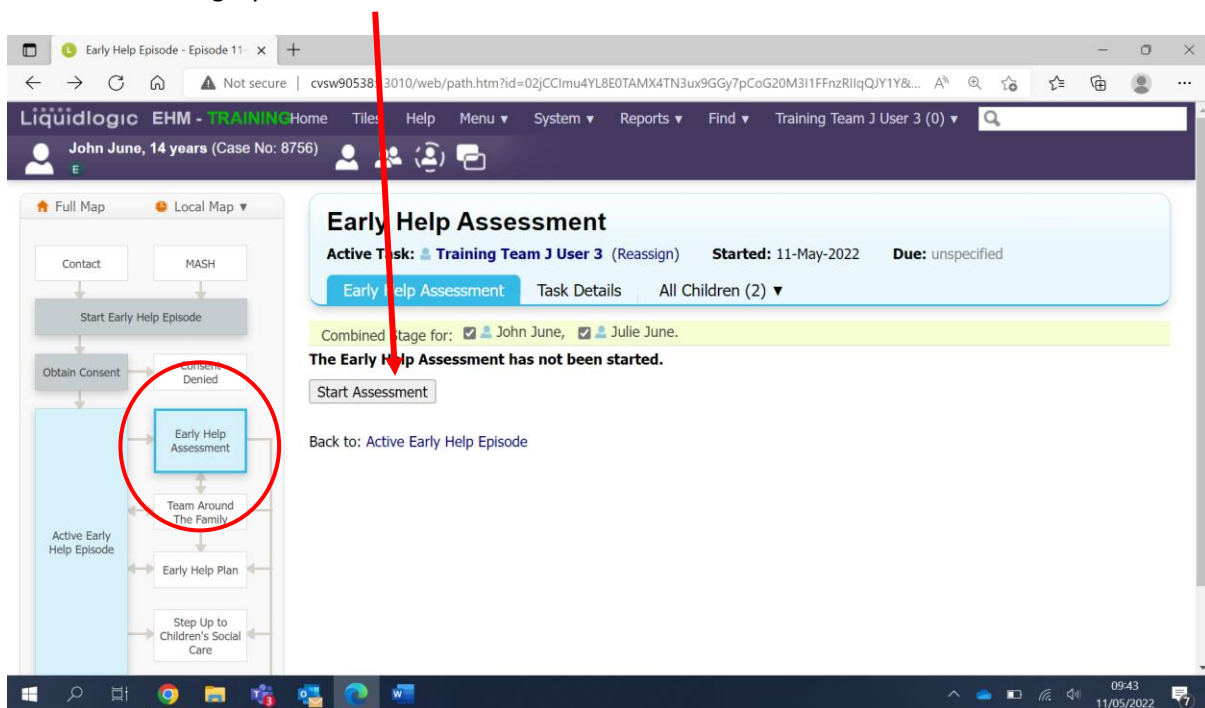 Early Help Episode - Episode 11-
Not secure | cvsw9053 3010/web/path.htm?id=02jCCImu4YL8E0TAMX4TN3ux9GGy7pCoG20M3I1FFnzRIIqQJY1Y&...
Liquidlogic EHM - TRAINING Home Tiles Help Menu ▼ System ▼ Reports ▼ Find ▼ Training Team J User 3 (0) ▼
John June, 14 years (Case No: 8756)
E
Full Map Local Map ▼
Contact MASH
Start Early Help Episode
Obtain Consent
Consent Denied
Early Help Assessment
Team Around The Family
Active Early Help Episode
Early Help Plan
Step Up to Children's Social Care
Early Help Assessment
Active Task: Training Team J User 3 (Reassign) Started: 11-May-2022 Due: unspecified
Early Help Assessment Task Details All Children (2) ▼
Combined Stage for: John June, Julie June.
The Early Help Assessment has not been started.
Start Assessment
Back to: Active Early Help Episode
09:43
11/05/2022